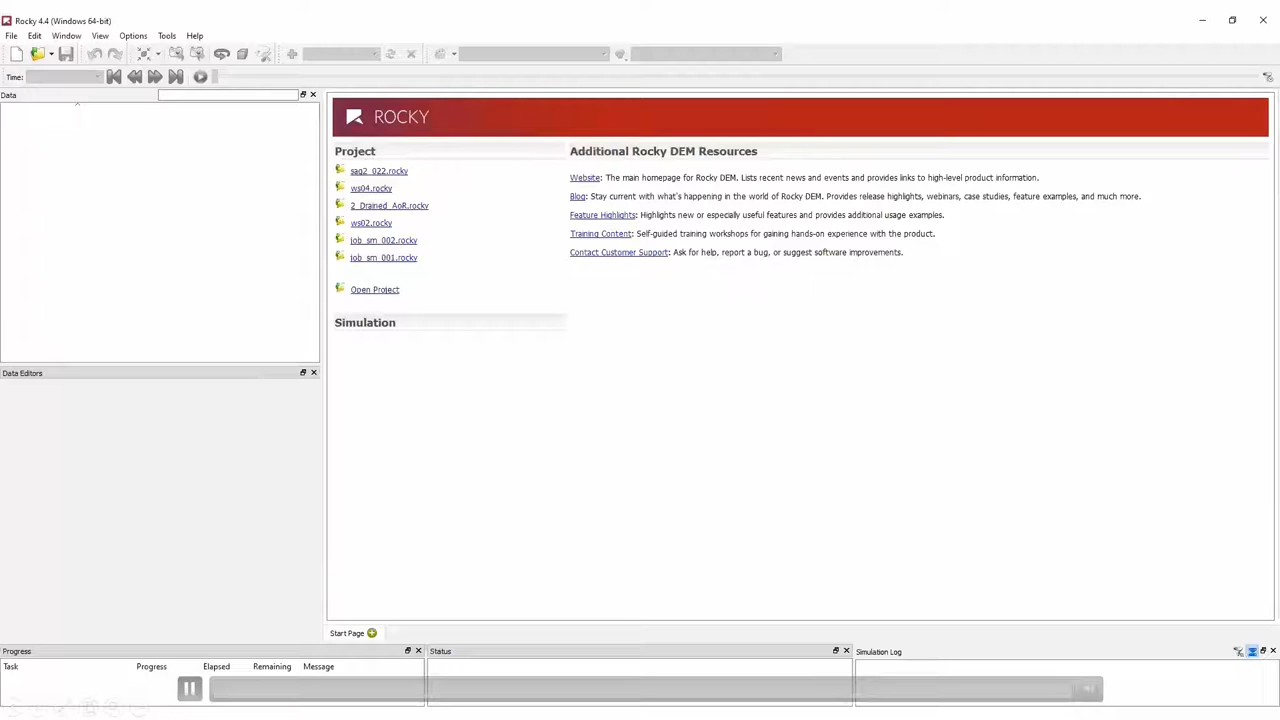 Rocky 4.4 (Windows 64-bit)
File Edit Window View Options Tools Help
Time:
Data
ROCKY
Project
sag2_022.rocky
ws04.rocky
2_Drained_AoR.rocky
ws02.rocky
job_sm_002.rocky
job_sm_001.rocky
Open Project
Simulation
Additional Rocky DEM Resources
Website: The main homepage for Rocky DEM. Lists recent news and events and provides links to high-level product information.
Blog: Stay current with what's happening in the world of Rocky DEM. Provides release highlights, webinars, case studies, feature examples, and much more.
Feature Highlights: Highlights new or especially useful features and provides additional usage examples.
Training Content: Self-guided training workshops for gaining hands-on experience with the product.
Contact Customer Support: Ask for help, report a bug, or suggest software improvements.
Data Editors
Start Page
Progress
Task Progress Elapsed Remaining Message
Status
Simulation Log